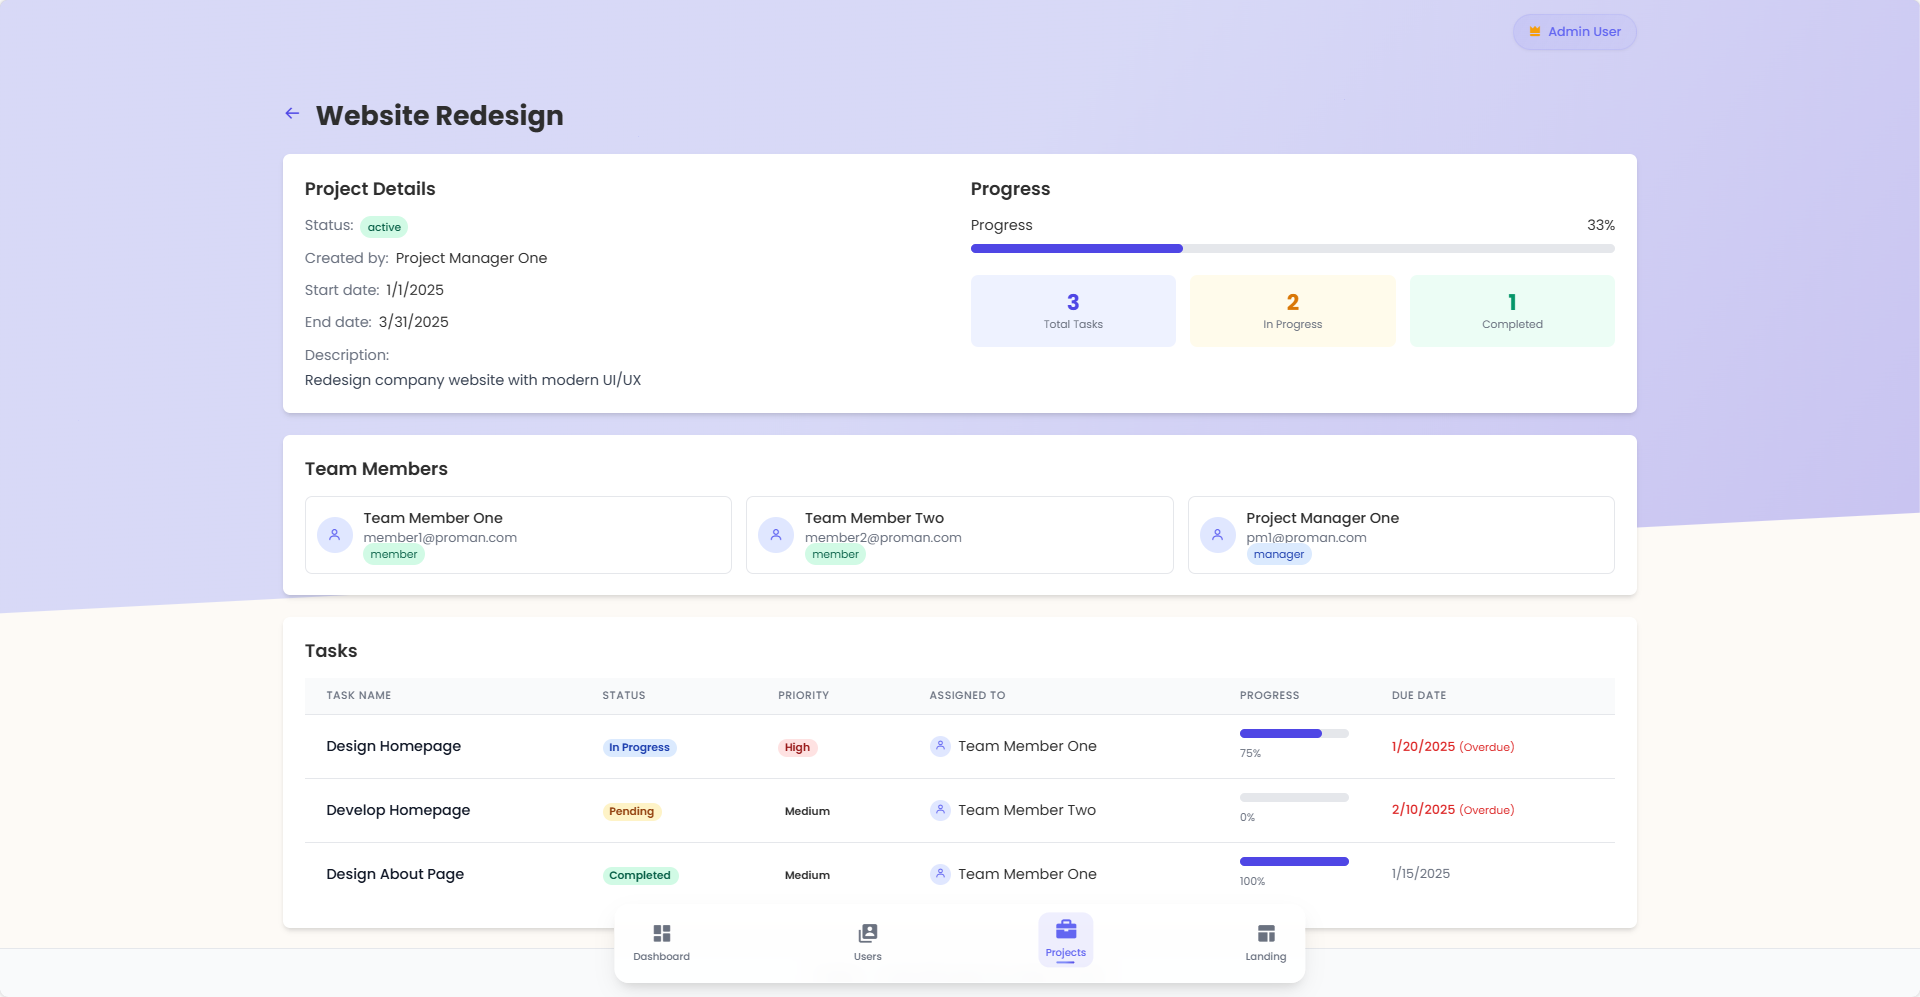 Admin User
Website Redesign
Project Details
Status: active
Created by: Project Manager One
Start date: 1/1/2025
End date: 3/31/2025
Description:
Redesign company website with modern UI/UX
Progress
Progress 33%
3
Total Tasks
2
In Progress
1
Completed
Team Members
Team Member One
member1@proman.com
member
Team Member Two
member2@proman.com
member
Project Manager One
pm1@proman.com
manager
Tasks
TASK NAME STATUS PRIORITY ASSIGNED TO PROGRESS DUE DATE
Design Homepage In Progress High Team Member One 75% 1/20/2025 (Overdue)
Develop Homepage Pending Medium Team Member Two 0% 2/10/2025 (Overdue)
Design About Page Completed Medium Team Member One 100% 1/15/2025
Dashboard Users Projects Landing